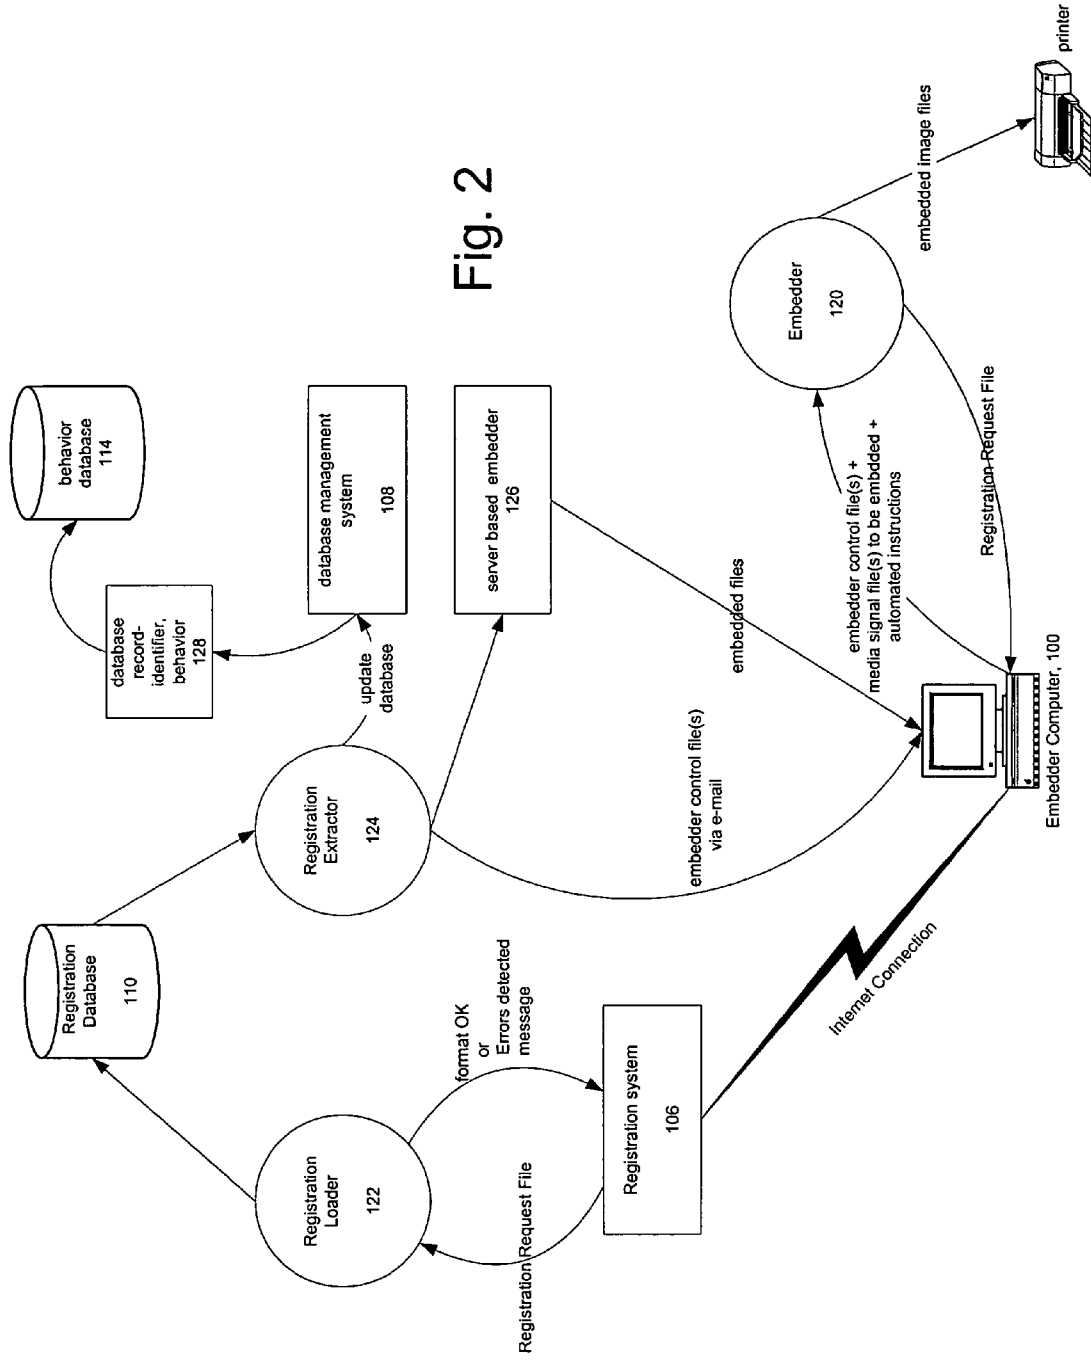 Registration
Database
110
behavior
database
114
database
record-
identifier,
behavior
128
Registration
Loader
122
Registration
Extractor
124
update
database
database management
system
108
format OK
or
Errors detected
message
server based embedder
126
Fig. 2
Registration Request File
Registration system
106
embedder control file(s)
via e-mail
embedded files
Embedder
120
embedder control file(s) +
media signal file(s) to be embdded +
automated instructions
Internet Connection
embedded image files
Registration Request File
Embedder Computer, 100
printer